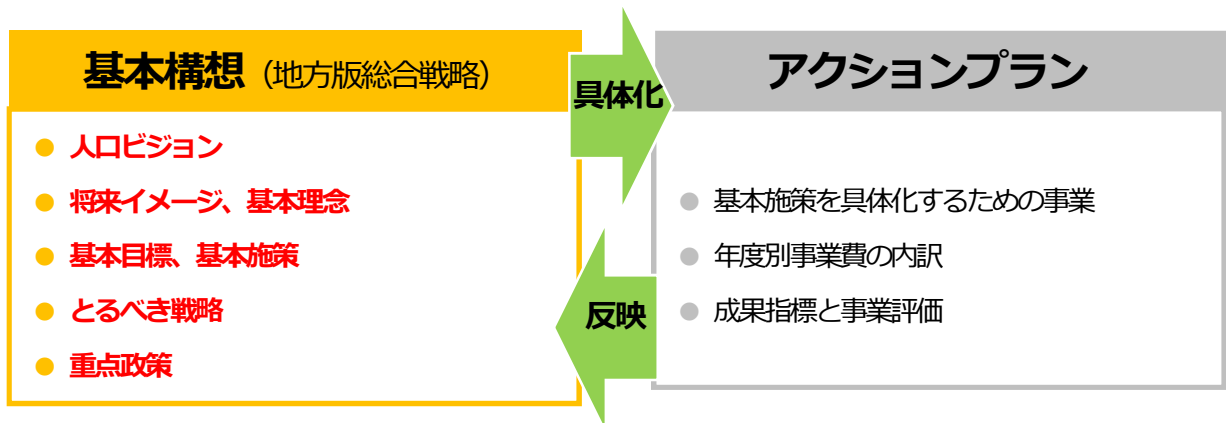 基本構想（地方版総合戦略）
● 人口ビジョン
● 将来イメージ、基本理念
● 基本目標、基本施策
● とるべき戦略
● 重点政策
具体化
反映
アクションプラン
● 基本施策を具体化するための事業
● 年度別事業費の内訳
● 成果指標と事業評価